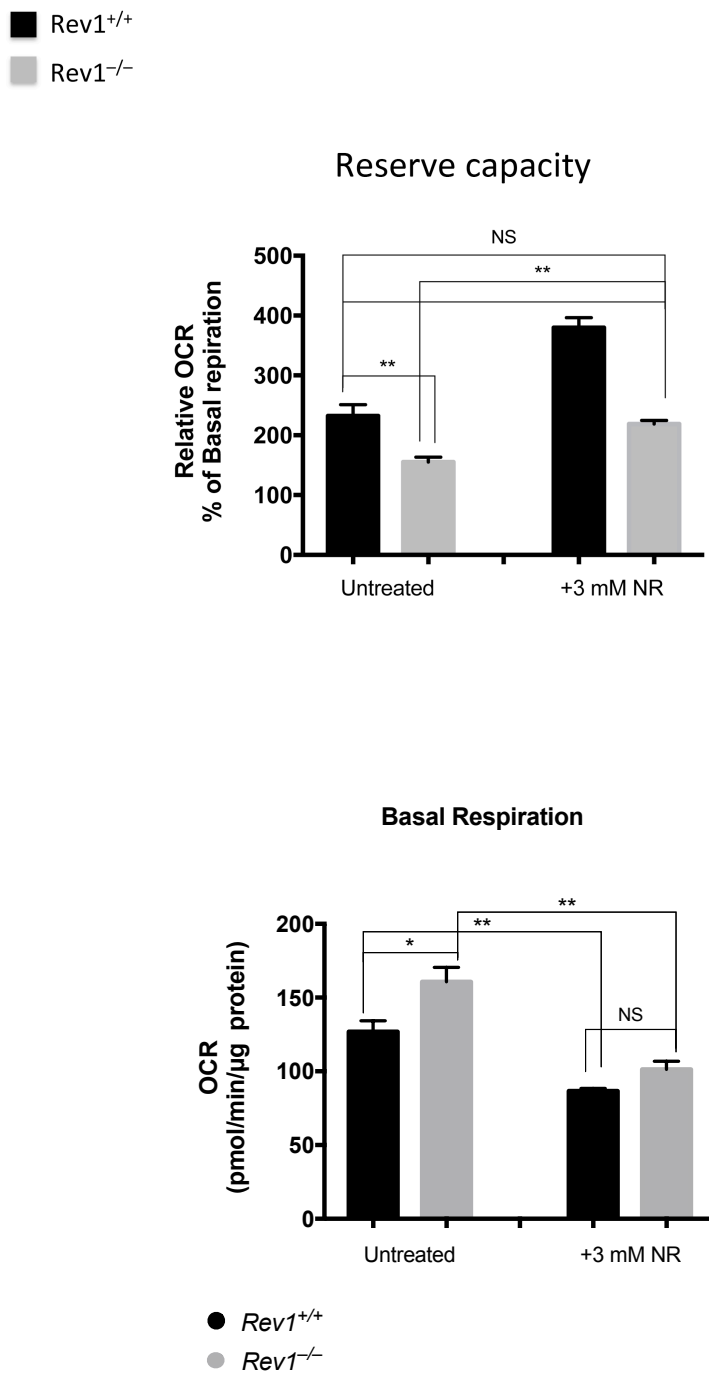 Rev1+/+
Rev1–/–
Reserve capacity
NS
**
**
500
400
300
200
100
0
Relative OCR
% of Basal repiration
Untreated +3 mM NR
Basal Respiration
**
**
*
NS
200
150
100
50
0
OCR
(pmol/min/µg protein)
Untreated +3 mM NR
Rev1+/+
Rev1–/–